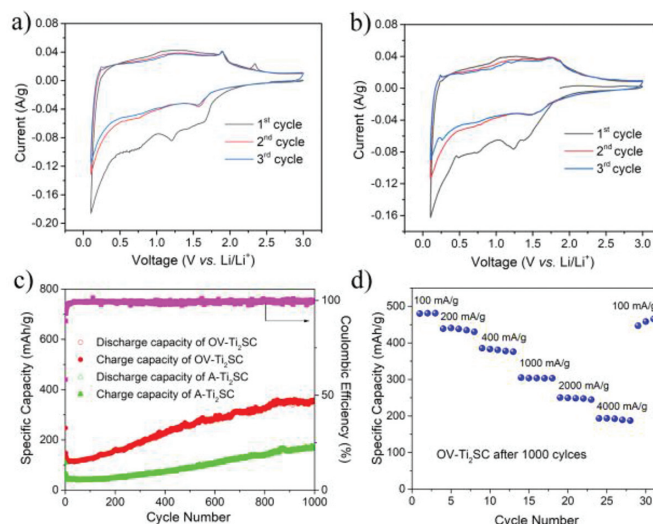 a)
0.08
0.04
0.00
-0.04
-0.08
-0.12
-0.16
-0.20
Current (A/g)
1st cycle
2nd cycle
3rd cycle
0.0 0.5 1.0 1.5 2.0 2.5 3.0
Voltage (V vs. Li/Li+)
b)
0.08
0.04
0.00
-0.04
-0.08
-0.12
-0.16
Current (A/g)
1st cycle
2nd cycle
3rd cycle
0.0 0.5 1.0 1.5 2.0 2.5 3.0
Voltage (V vs. Li/Li+)
c)
800
700
600
500
400
300
200
100
0
Specific Capacity (mAh/g)
Discharge capacity of OV-Ti2SC
Charge capacity of OV-Ti2SC
Discharge capacity of A-Ti2SC
Charge capacity of A-Ti2SC
100
50
0
Coulombic Efficiency (%)
0 200 400 600 800 1000
Cycle Number
d)
500
400
300
200
100
0
Specific Capacity (mAh/g)
100 mA/g
200 mA/g
400 mA/g
1000 mA/g
2000 mA/g
4000 mA/g
100 mA/g
OV-Ti2SC after 1000 cylces
0 5 10 15 20 25 30
Cycle Number